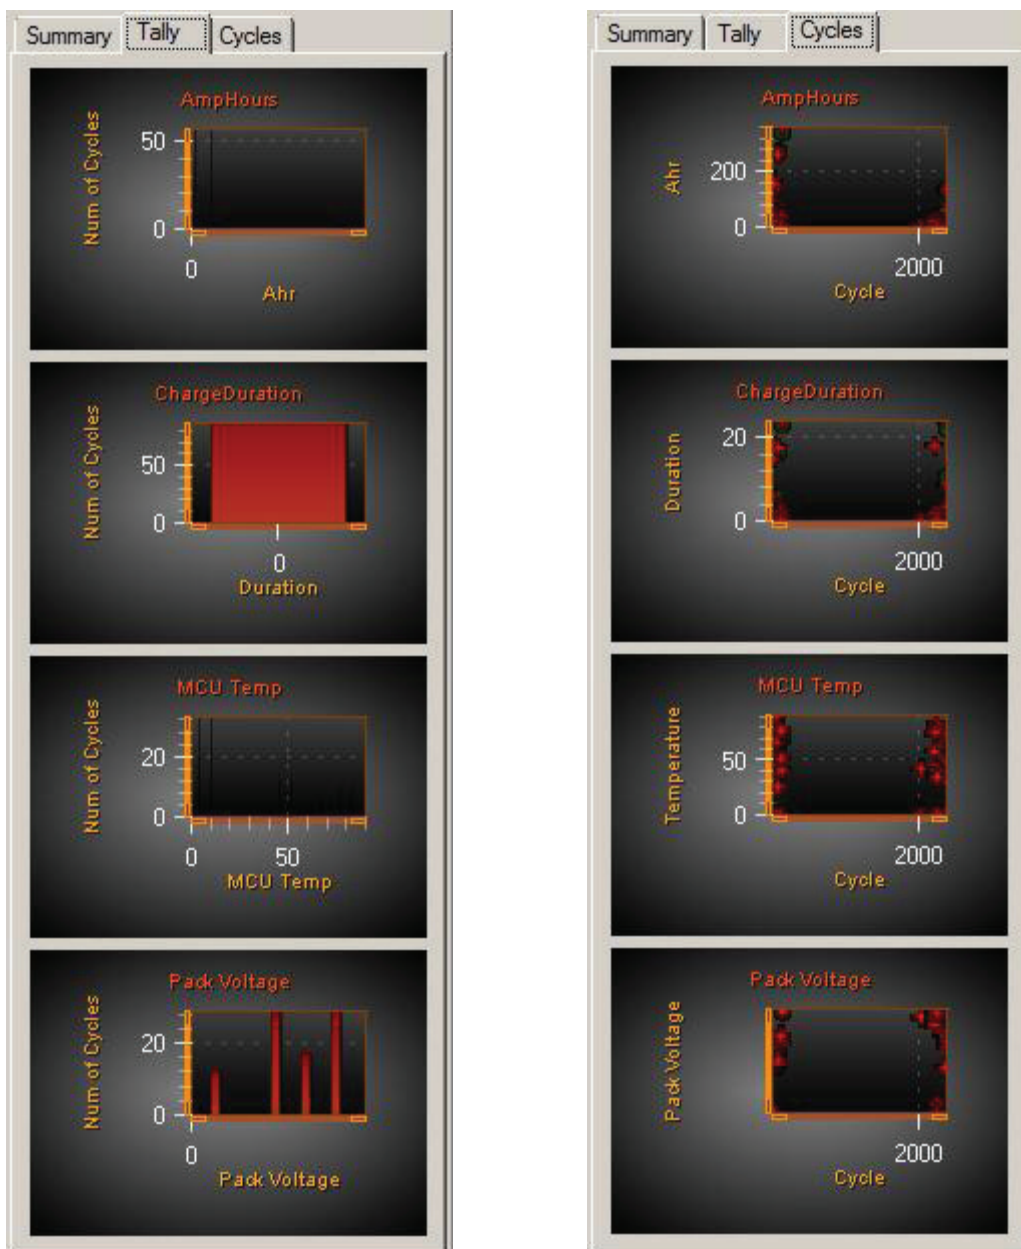 Summary Tally Cycles
AmpHours
Num of Cycles
50
0
0
Ahr
ChargeDuration
Num of Cycles
50
0
0
Duration
MCU Temp
Num of Cycles
20
0
0 50
MCU Temp
Pack Voltage
Num of Cycles
20
0
0
Pack Voltage
Summary Tally Cycles
AmpHours
Ahr
200
0
2000
Cycle
ChargeDuration
Duration
20
0
2000
Cycle
MCU Temp
Temperature
50
0
2000
Cycle
Pack Voltage
Pack Voltage
2000
Cycle